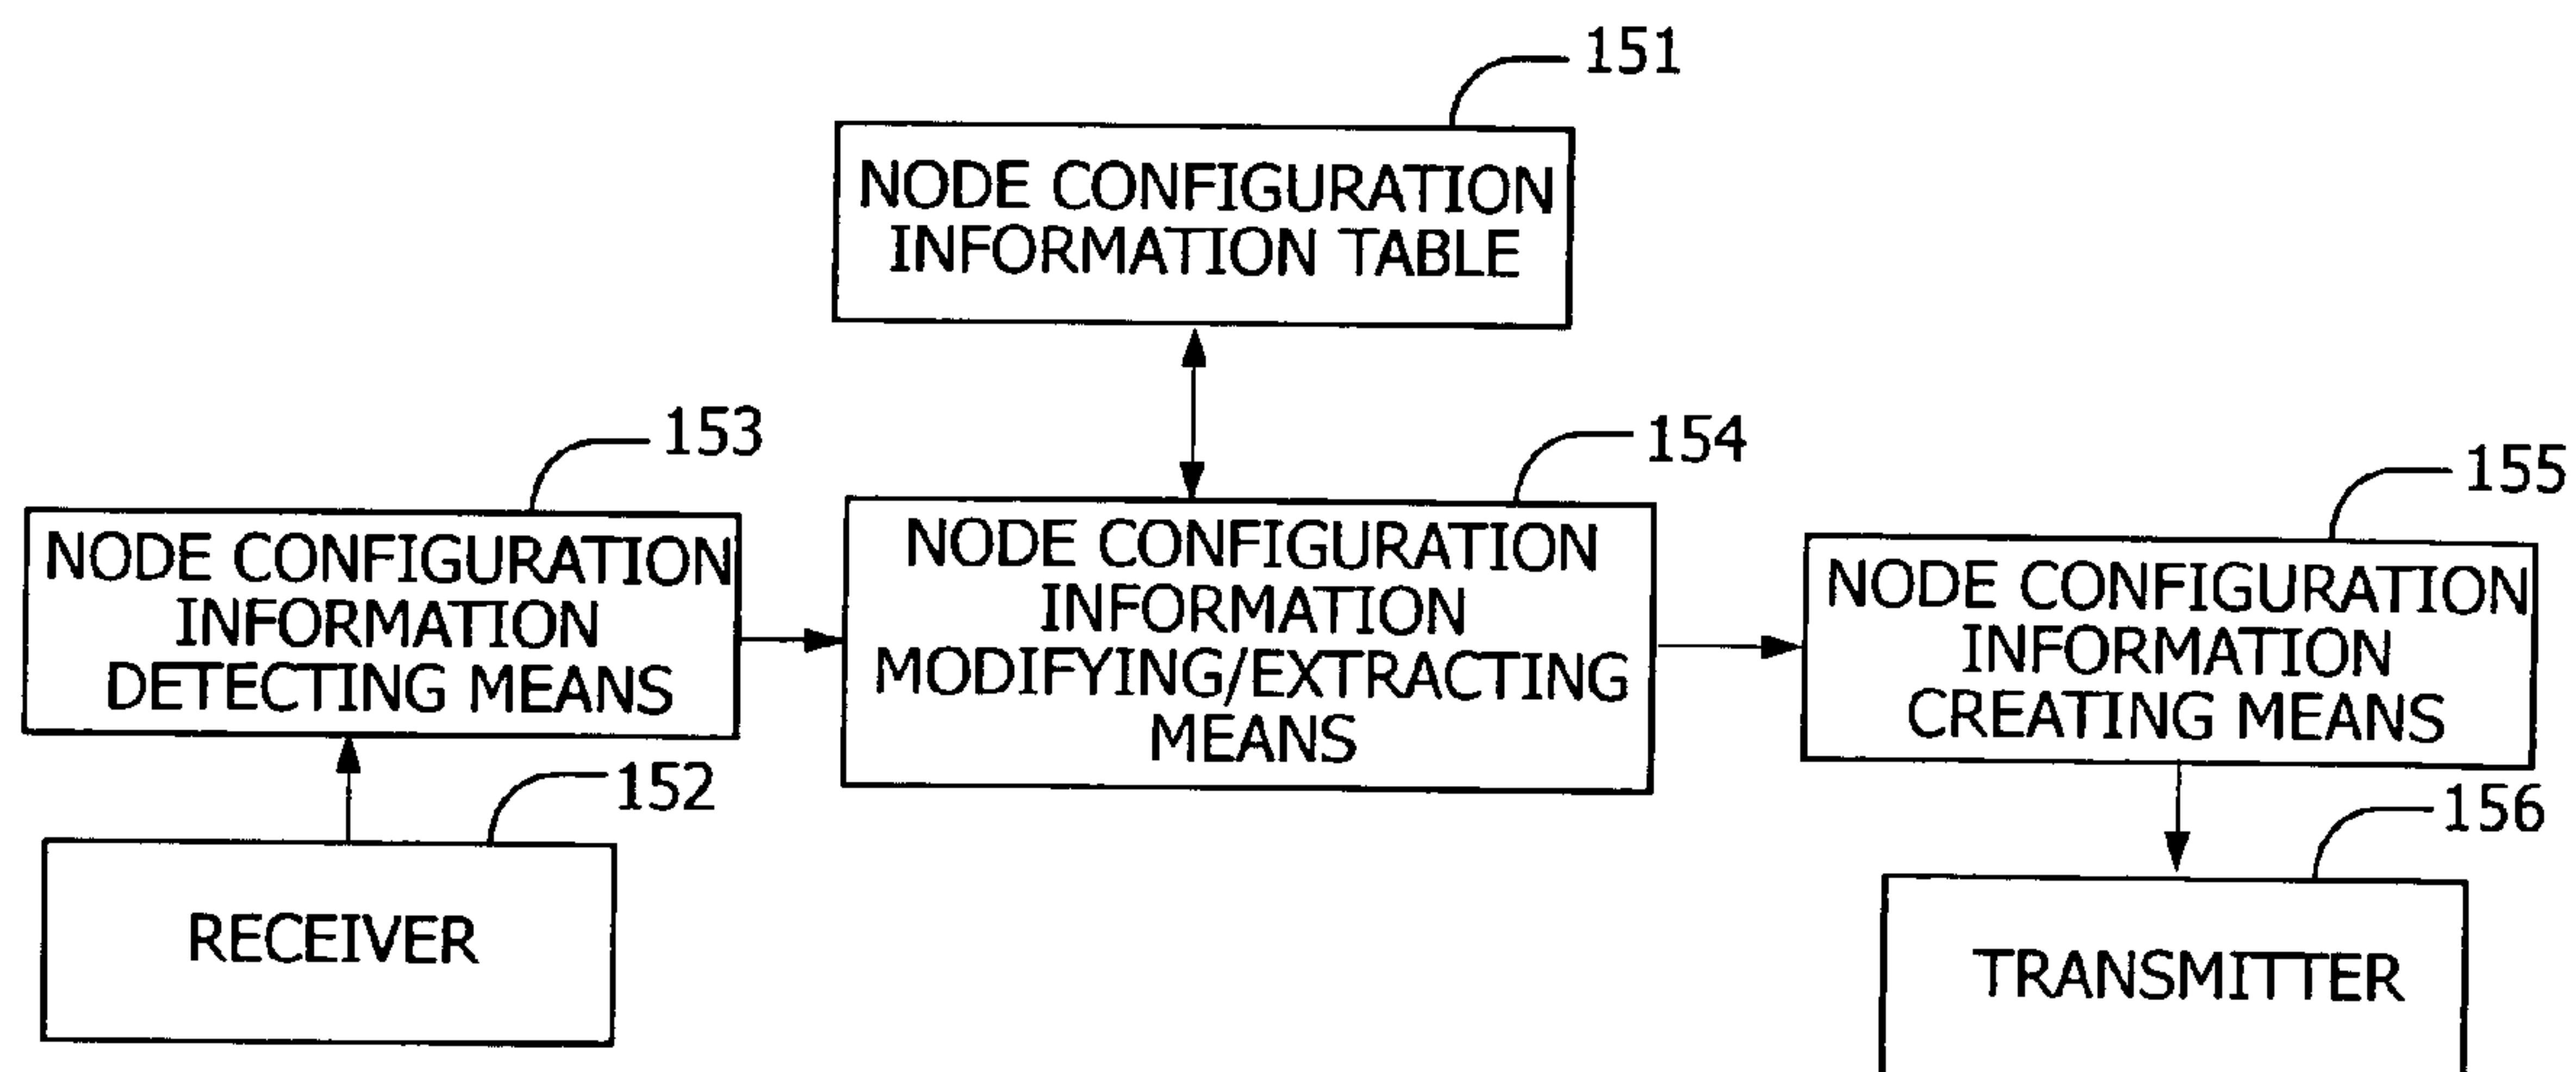 151
NODE CONFIGURATION
INFORMATION TABLE
153
NODE CONFIGURATION
INFORMATION
DETECTING MEANS
154
NODE CONFIGURATION
INFORMATION
MODIFYING/EXTRACTING
MEANS
155
NODE CONFIGURATION
INFORMATION
CREATING MEANS
152
RECEIVER
156
TRANSMITTER